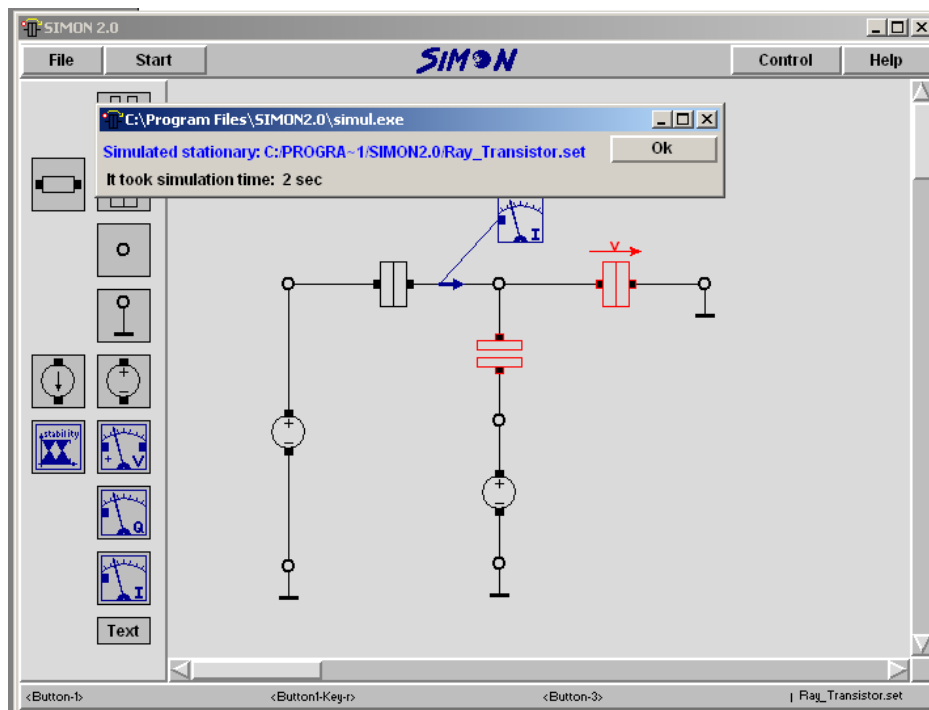 SIMON 2.0
File Start SIMON Control Help
C:\Program Files\SIMON2.0\simul.exe
Simulated stationary: C:/PROGRA~1/SIMON2.0/Ray_Transistor.set Ok
It took simulation time: 2 sec
I
V
+
-
stability
+ V
+
-
+
-
Q
I
Text
<Button-1> <Button1-Key-r> <Button-3> Ray_Transistor.set